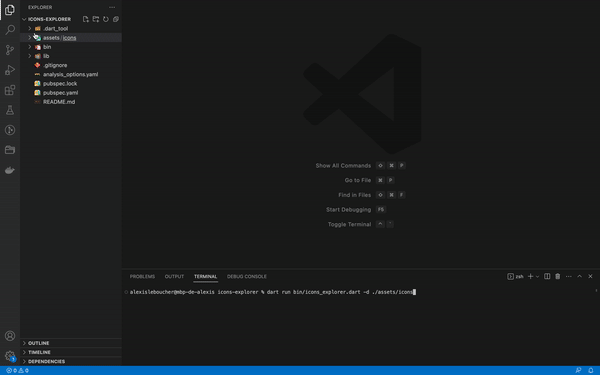 EXPLORER
ICONS-EXPLORER
.dart_tool
assets/icons
bin
lib
.gitignore
analysis_options.yaml
pubspec.lock
pubspec.yaml
README.md
Show All Commands ⇧ ⌘ P
Go to File ⌘ P
Find in Files ⇧ ⌘ F
Start Debugging F5
Toggle Terminal ⌃ `
PROBLEMS OUTPUT TERMINAL DEBUG CONSOLE
zsh
alexisleboucher@mbp-de-alexis icons-explorer % dart run bin/icons_explorer.dart -d ./assets/icons
OUTLINE
TIMELINE
DEPENDENCIES
0 0